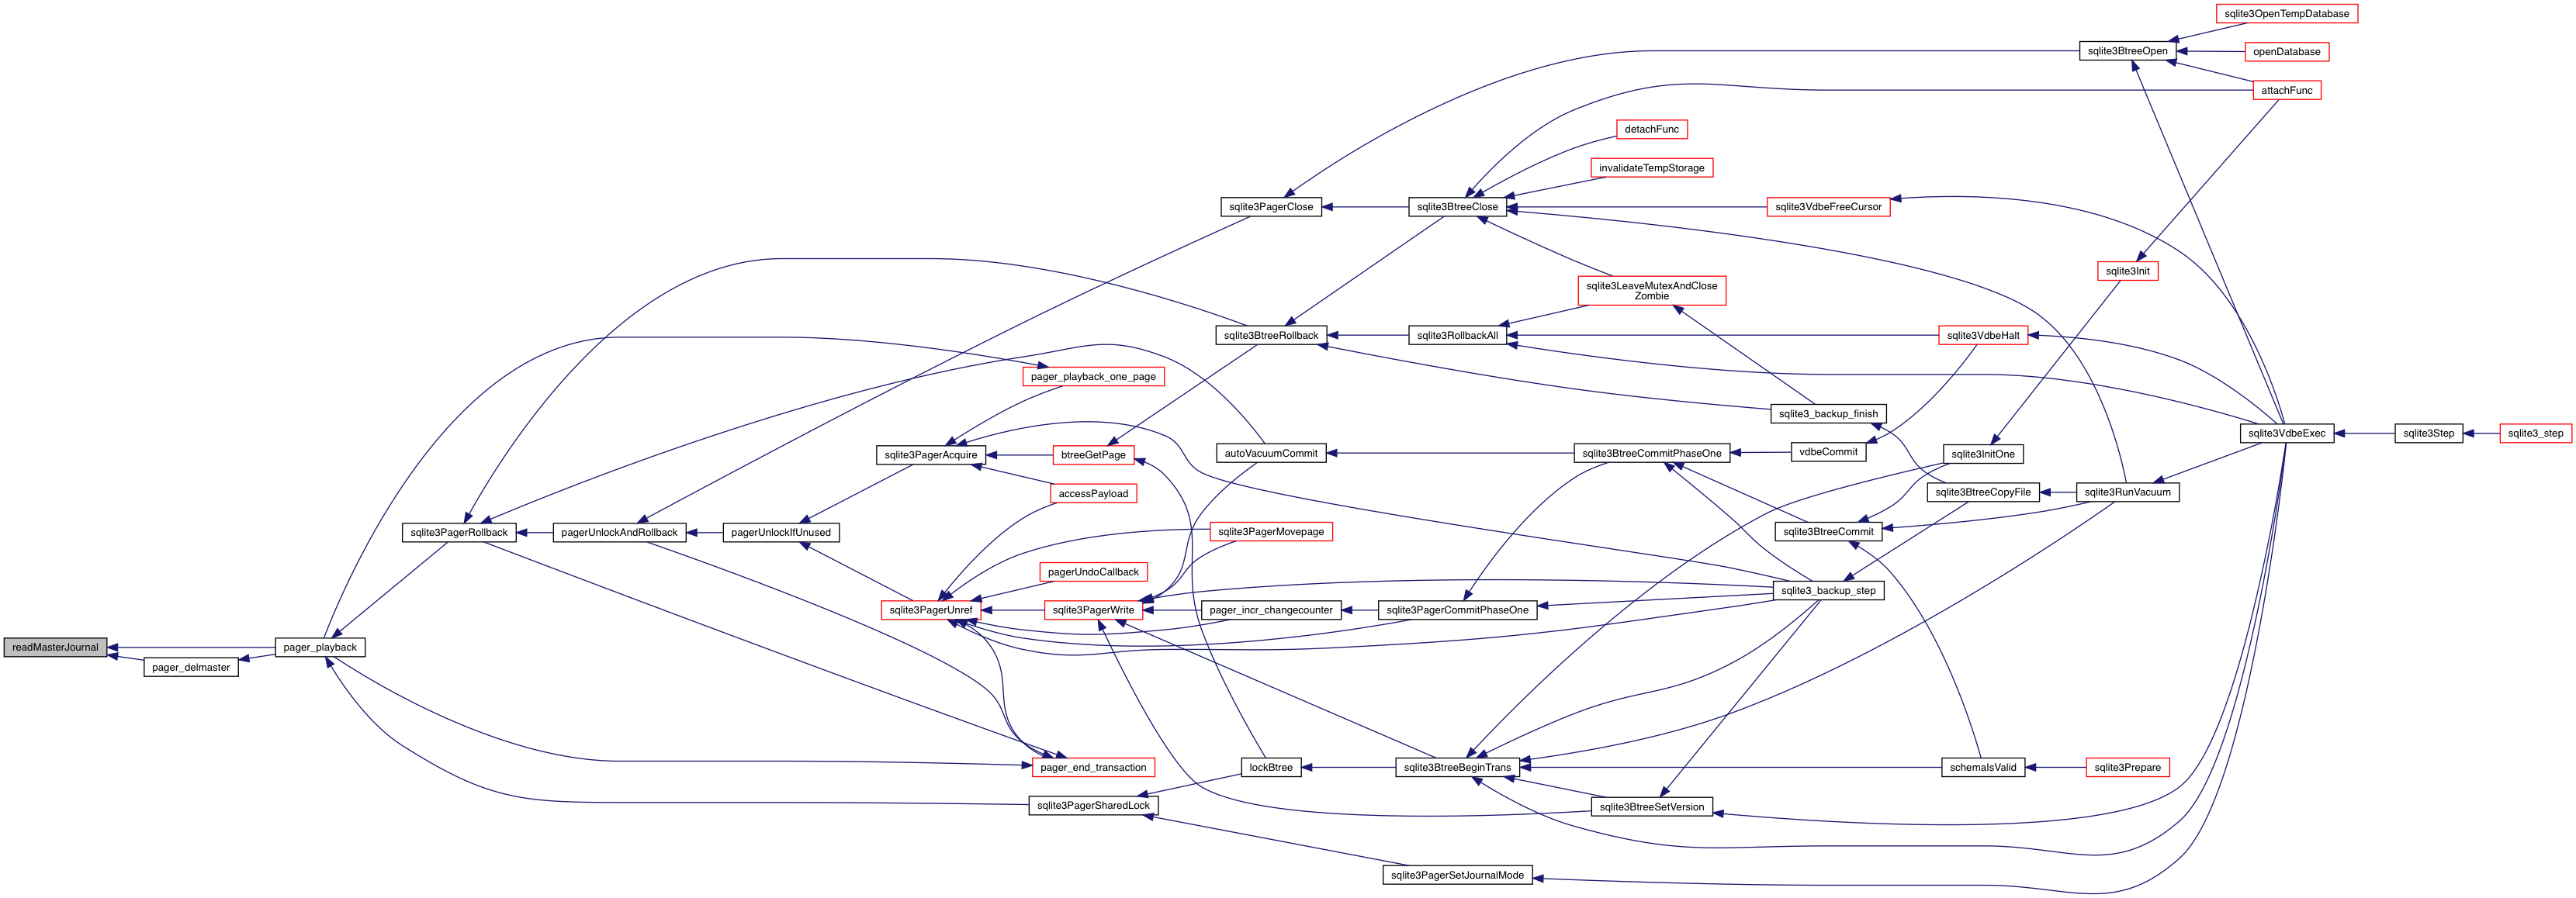 sqlite3OpenTempDatabase
sqlite3BtreeOpen
openDatabase
attachFunc
detachFunc
invalidateTempStorage
sqlite3PagerClose
sqlite3BtreeClose
sqlite3VdbeFreeCursor
sqlite3Init
sqlite3LeaveMutexAndClose
Zombie
sqlite3BtreeRollback
sqlite3RollbackAll
sqlite3VdbeHalt
pager_playback_one_page
sqlite3_backup_finish
sqlite3VdbeExec
sqlite3Step
sqlite3_step
sqlite3PagerAcquire
btreeGetPage
autoVacuumCommit
sqlite3BtreeCommitPhaseOne
vdbeCommit
sqlite3InitOne
accessPayload
sqlite3BtreeCopyFile
sqlite3RunVacuum
sqlite3PagerRollback
pagerUnlockAndRollback
pagerUnlockIfUnused
sqlite3PagerMovepage
sqlite3BtreeCommit
pagerUndoCallback
sqlite3_backup_step
sqlite3PagerUnref
sqlite3PagerWrite
pager_incr_changecounter
sqlite3PagerCommitPhaseOne
readMasterJournal
pager_playback
pager_delmaster
pager_end_transaction
lockBtree
sqlite3BtreeBeginTrans
schemaIsValid
sqlite3Prepare
sqlite3PagerSharedLock
sqlite3BtreeSetVersion
sqlite3PagerSetJournalMode